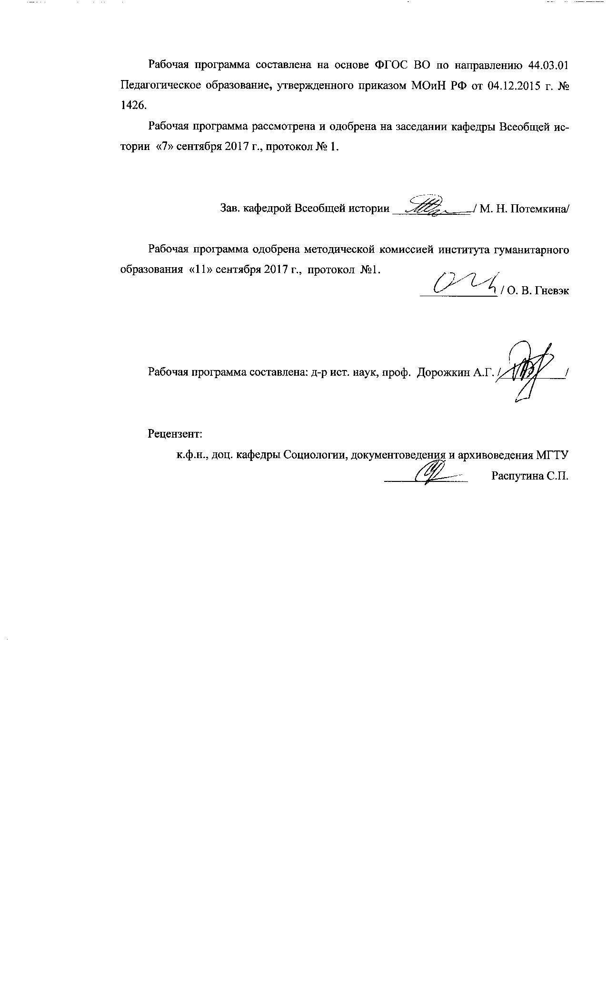 Рабочая программа составлена на основе ФГОС ВО по направлению 44.03.01
Педагогическое образование, утвержденного приказом МОиН РФ от 04.12.2015 г. №
1426.
Рабочая программа рассмотрена и одобрена на заседании кафедры Всеобщей ис-
тории «7» сентября 2017 г., протокол № 1.
Зав. кафедрой Всеобщей истории / М. Н. Потемкина/
Рабочая программа одобрена методической комиссией института гуманитарного
образования «11» сентября 2017 г., протокол №1.
/ О. В. Гневэк
Рабочая программа составлена: д-р ист. наук, проф. Дорожкин А.Г. / /
Рецензент:
к.ф.н., доц. кафедры Социологии, документоведения и архивоведения МГТУ
Распутина С.П.